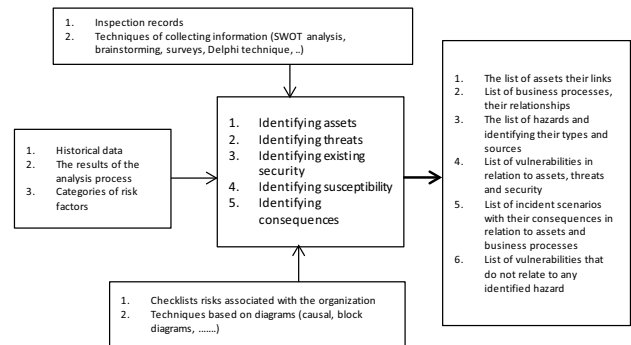 1. Inspection records
2. Techniques of collecting information (SWOT analysis,
brainstorming, surveys, Delphi technique, ..)
1. Historical data
2. The results of the
analysis process
3. Categories of risk
factors
1. Identifying assets
2. Identifying threats
3. Identifying existing
security
4. Identifying susceptibility
5. Identifying
consequences
1. The list of assets their links
2. List of business processes,
their relationships
3. The list of hazards and
identifying their types and
sources
4. List of vulnerabilities in
relation to assets, threats
and security
5. List of incident scenarios
with their consequences in
relation to assets and
business processes
6. List of vulnerabilities that
do not relate to any
identified hazard
1. Checklists risks associated with the organization
2. Techniques based on diagrams (causal, block
diagrams, .......)